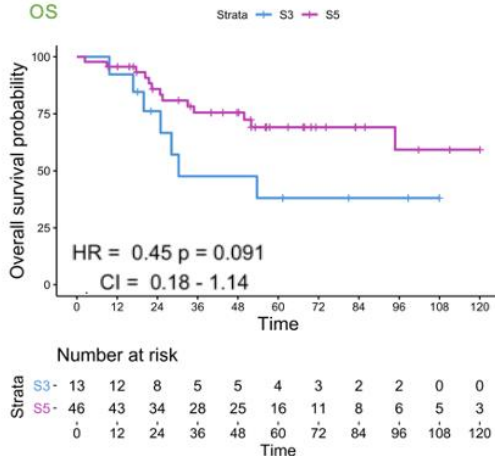 OS
Strata S3 S5
Overall survival probability
100
75
50
25
0
HR = 0.45 p = 0.091
CI = 0.18 - 1.14
0 12 24 36 48 60 72 84 96 108 120
Time
Number at risk
Strata
S3 13 12 8 5 5 4 3 2 2 0 0
S5 46 43 34 28 25 16 11 8 6 5 3
0 12 24 36 48 60 72 84 96 108 120
Time